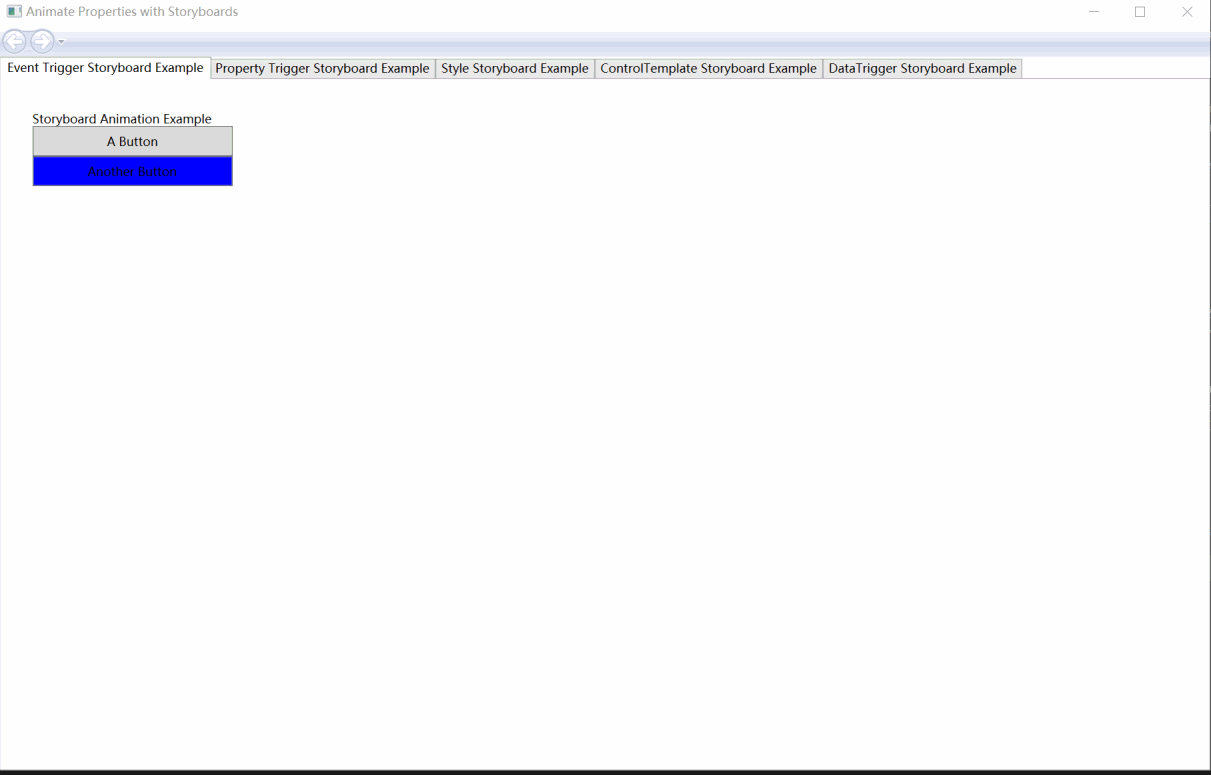 Animate Properties with Storyboards
Event Trigger Storyboard Example Property Trigger Storyboard Example Style Storyboard Example ControlTemplate Storyboard Example DataTrigger Storyboard Example
Storyboard Animation Example
A Button
Another Button